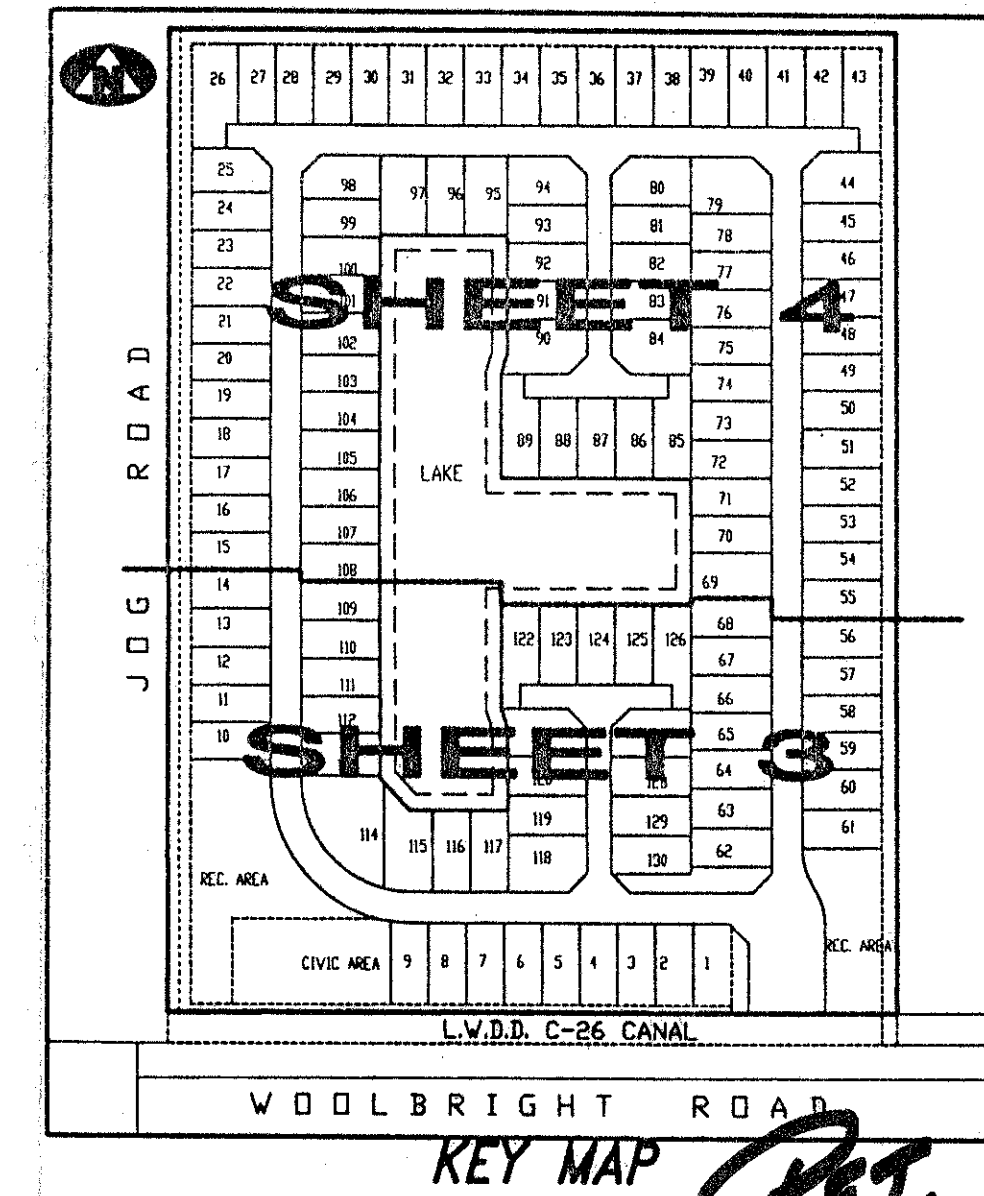 N
26 27 28 29 30 31 32 33 34 35 36 37 38 39 40 41 42 43
25 98 97 96 95 94 80 79 44
24 99 93 81 78 45
23 100 92 82 77 46
22 101 91 83 76 47
SHEET 4
21 102 90 84 75 48
20 103 74 49
19 104 73 50
18 105 89 88 87 86 85 72 51
17 106 LAKE 71 52
16 107 70 53
15 108 69 54
14 109 68 55
13 110 122 123 124 125 126 67 56
12 111 66 57
11 112 65 58
10 64 59
SHEET 3
120 128 63 60
114 115 116 117 119 129 62 61
118 130
JOG ROAD
REC. AREA
CIVIC AREA 9 8 7 6 5 4 3 2 1
REC. AREA
L.W.D.D. C-26 CANAL
WOOLBRIGHT ROAD
KEY MAP